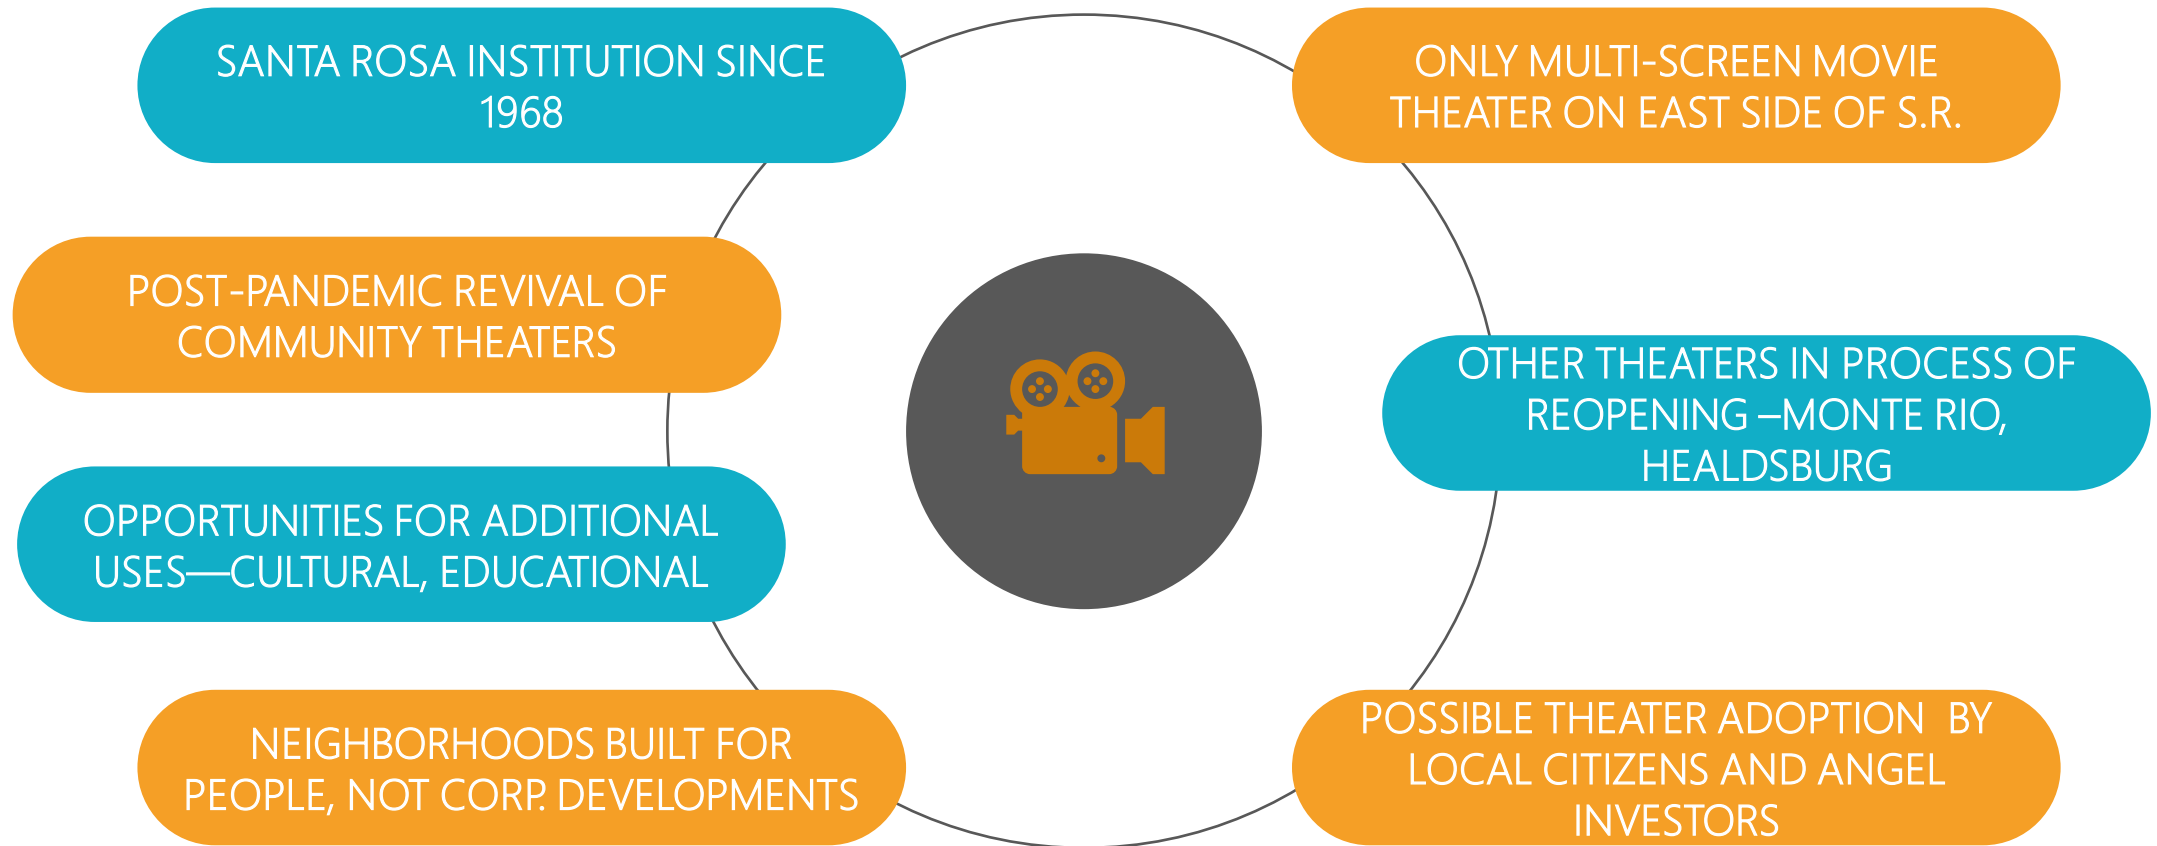 SANTA ROSA INSTITUTION SINCE
1968
ONLY MULTI-SCREEN MOVIE
THEATER ON EAST SIDE OF S.R.
POST-PANDEMIC REVIVAL OF
COMMUNITY THEATERS
OTHER THEATERS IN PROCESS OF
REOPENING –MONTE RIO,
HEALDSBURG
OPPORTUNITIES FOR ADDITIONAL
USES—CULTURAL, EDUCATIONAL
NEIGHBORHOODS BUILT FOR
PEOPLE, NOT CORP. DEVELOPMENTS
POSSIBLE THEATER ADOPTION  BY
LOCAL CITIZENS AND ANGEL
INVESTORS